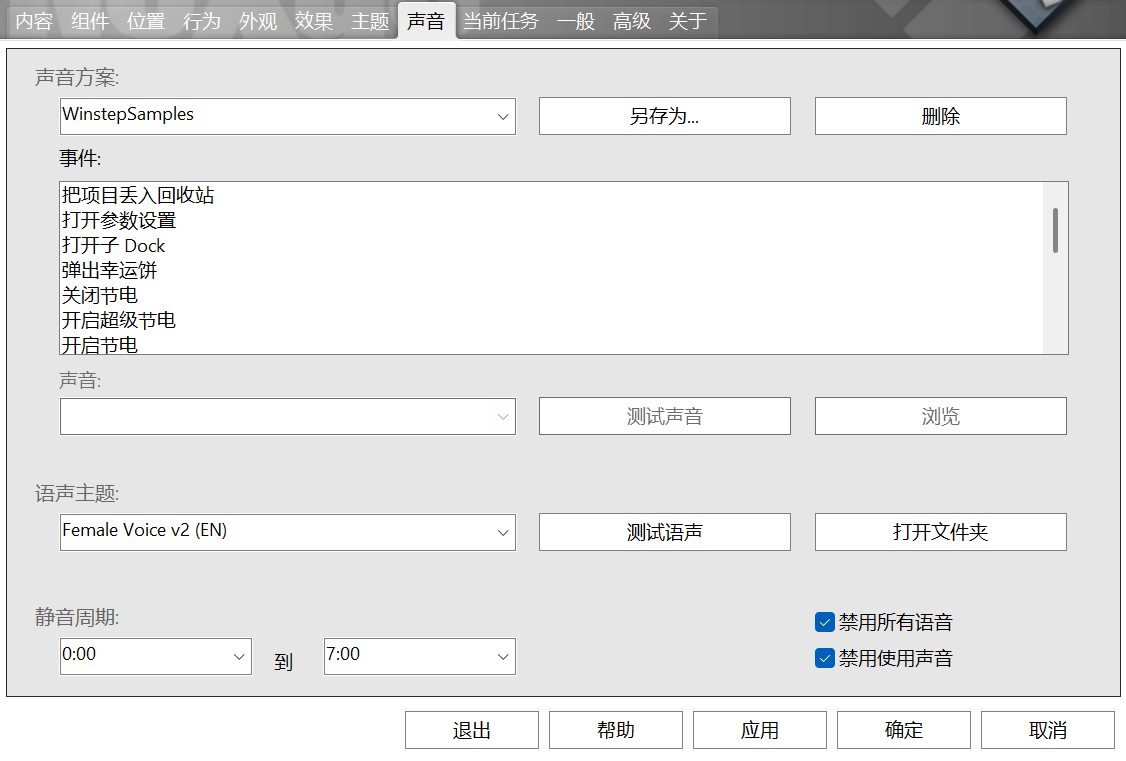 内容 组件 位置 行为 外观 效果 主题 声音 当前任务 一般 高级 关于
声音方案:
WinstepSamples 另存为... 删除
事件:
把项目丢入回收站
打开参数设置
打开子 Dock
弹出幸运饼
关闭节电
开启超级节电
开启节电
声音:
测试声音 浏览
语声主题:
Female Voice v2 (EN) 测试语声 打开文件夹
静音周期:
0:00 到 7:00
禁用所有语音
禁用使用声音
退出 帮助 应用 确定 取消